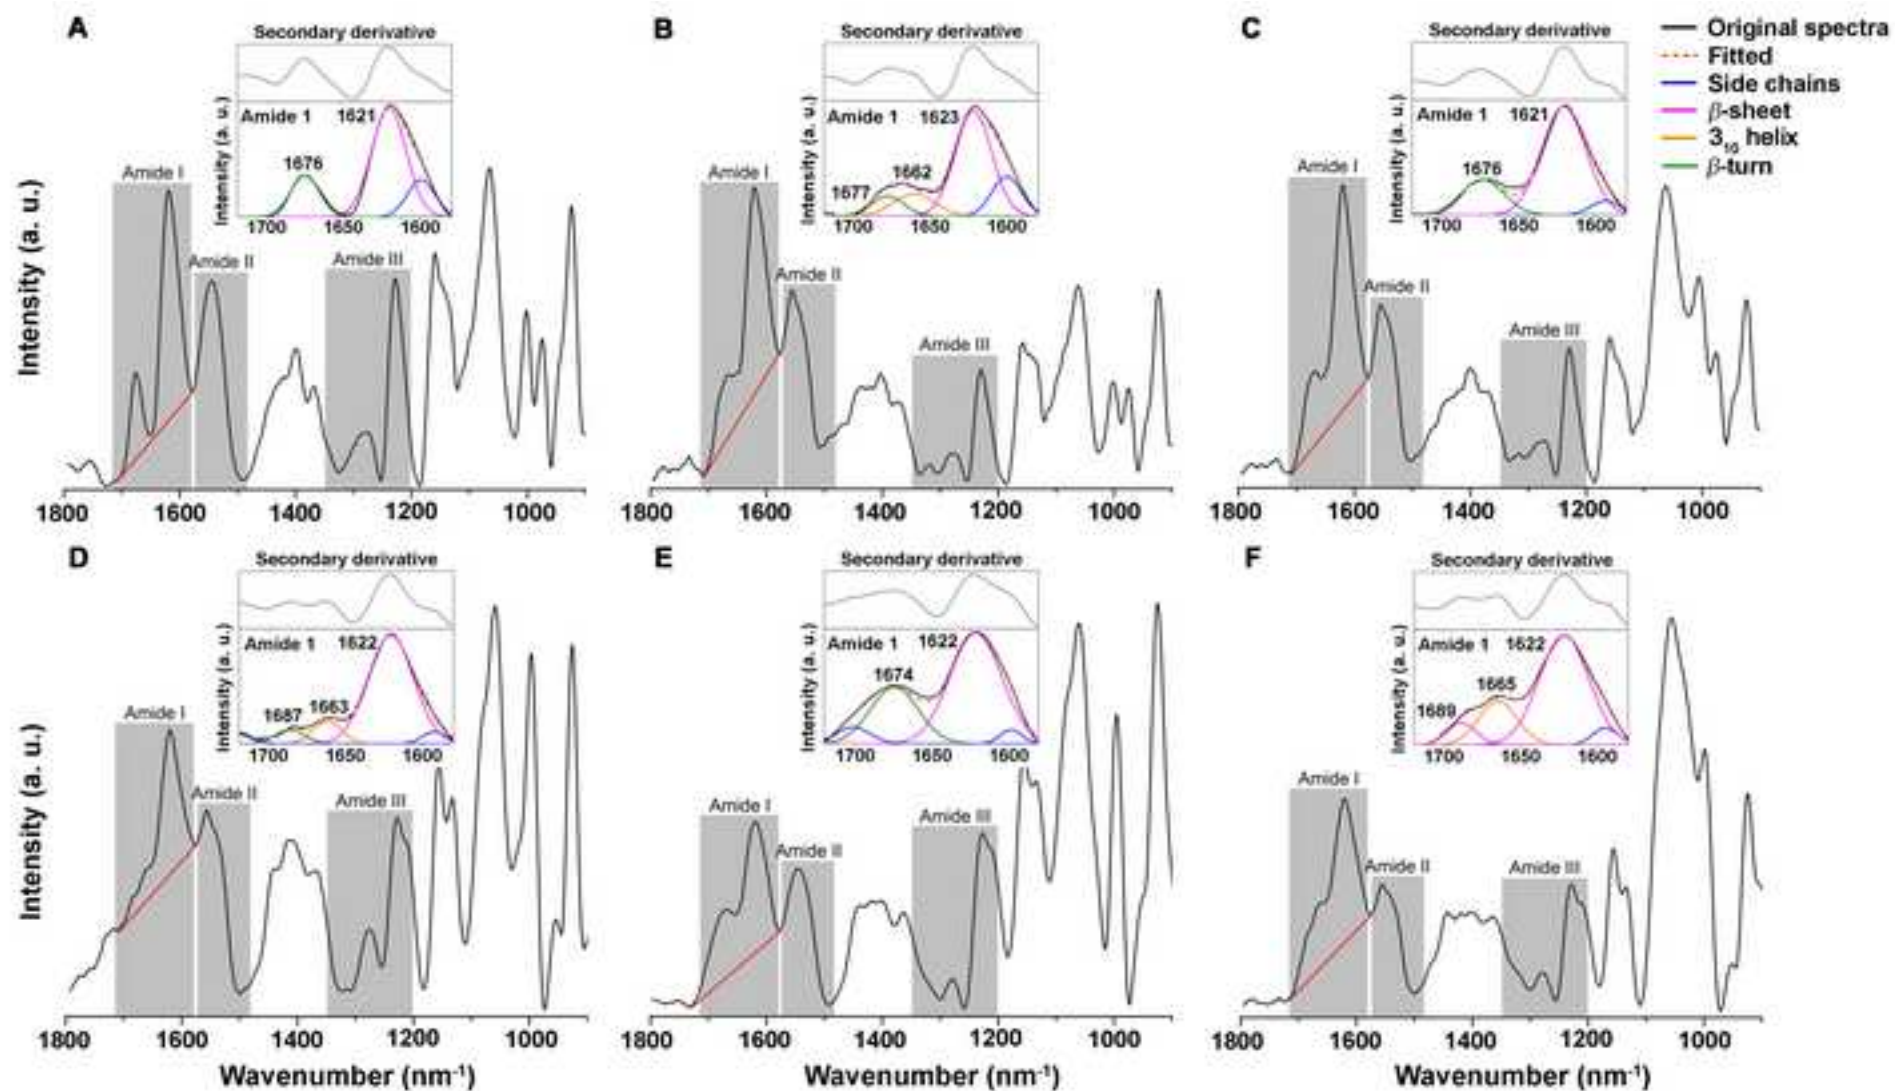 A
Secondary derivative
Amide 1
1621
1676
Intensity (a. u.)
1700 1650 1600
Amide I
Amide II
Amide III
Intensity (a. u.)
1800 1600 1400 1200 1000
B
Secondary derivative
Amide 1
1623
1662
1677
Intensity (a. u.)
1700 1650 1600
Amide I
Amide II
Amide III
1800 1600 1400 1200 1000
C
Secondary derivative
Amide 1
1621
1676
Intensity (a. u.)
1700 1650 1600
Amide I
Amide II
Amide III
1800 1600 1400 1200 1000
Original spectra
Fitted
Side chains
β-sheet
3₁₀ helix
β-turn
D
Secondary derivative
Amide 1
1622
1687
1663
Intensity (a. u.)
1700 1650 1600
Amide I
Amide II
Amide III
Intensity (a. u.)
1800 1600 1400 1200 1000
Wavenumber (nm⁻¹)
E
Secondary derivative
Amide 1
1622
1674
Intensity (a. u.)
1700 1650 1600
Amide I
Amide II
Amide III
1800 1600 1400 1200 1000
Wavenumber (nm⁻¹)
F
Secondary derivative
Amide 1
1622
1665
1689
Intensity (a. u.)
1700 1650 1600
Amide I
Amide II
Amide III
1800 1600 1400 1200 1000
Wavenumber (nm⁻¹)